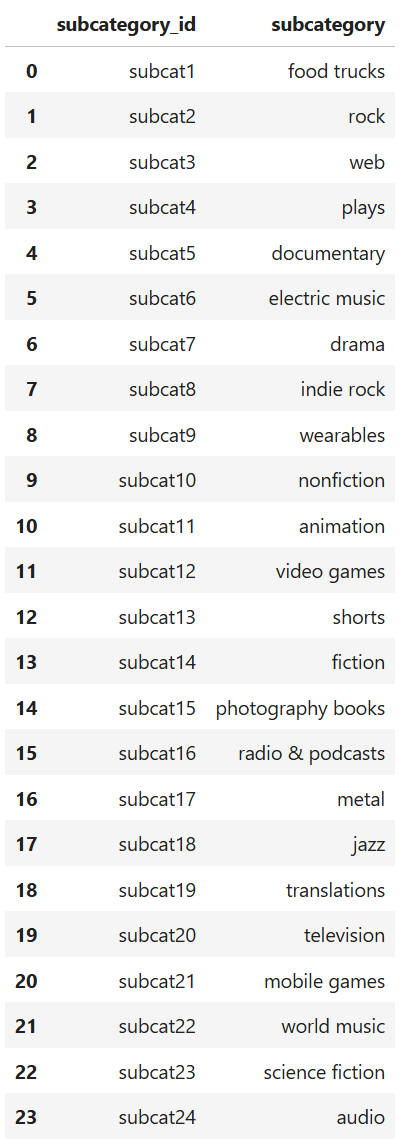 subcategory_id subcategory
0 subcat1 food trucks
1 subcat2 rock
2 subcat3 web
3 subcat4 plays
4 subcat5 documentary
5 subcat6 electric music
6 subcat7 drama
7 subcat8 indie rock
8 subcat9 wearables
9 subcat10 nonfiction
10 subcat11 animation
11 subcat12 video games
12 subcat13 shorts
13 subcat14 fiction
14 subcat15 photography books
15 subcat16 radio & podcasts
16 subcat17 metal
17 subcat18 jazz
18 subcat19 translations
19 subcat20 television
20 subcat21 mobile games
21 subcat22 world music
22 subcat23 science fiction
23 subcat24 audio